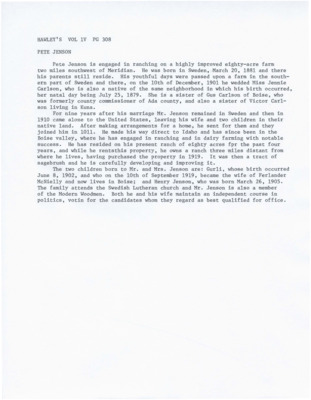 HAWLEY'S VOL IV PG 308
PETE JENSON
Pete Jenson is engaged in ranching on a highly improved eighty-acre farm
two miles southwest of Meridian. He was born in Sweden, March 20, 1881 and there
his parents still reside. His youthful days were passed upon a farm in the south-
ern part of Sweden and there, on the 10th of December, 1901 he wedded Miss Jennie
Carlson, who is also a native of the same neighborhood in which his birth occurred,
her natal day being July 25, 1879. She is a sister of Gus Carlson of Boise, who
was formerly county commissioner of Ada county, and also a sister of Victor Carl-
son living in Kuna.
For nine years after his marriage Mr. Jenson remained in Sweden and then in
1910 came alone to the United States, leaving his wife and two children in their
native land. After making arrangements for a home, he sent for them and they
joined him in 1911. He made his way direct to Idaho and has since been in the
Boise valley, where he has engaged in ranching and in dairy farming with notable
success. He has resided on his present ranch of eighty acres fpr the past four
years, and while he rents this property, he owns a ranch three miles distant from
where he lives, having purchased the property in 1919. It was then a tract of
sagebrush and he is carefully developing and improving it.
The two children born to Mr. and Mrs. Jenson are: Gurli, whose birth occurred
June 8, 1902, and who on the 10th of September 1919, became the wife of Ferlander
McNielly and now lives in Boise; and Henry Jenson, who was born March 26, 1905.
The family attends the Swedish Lutheran church and Mr. Jenson is also a member
of the Modern Woodmen. Both he and his wife maintain an independent course in
politics, votin for the candidates whom they regard as best qualified for office.